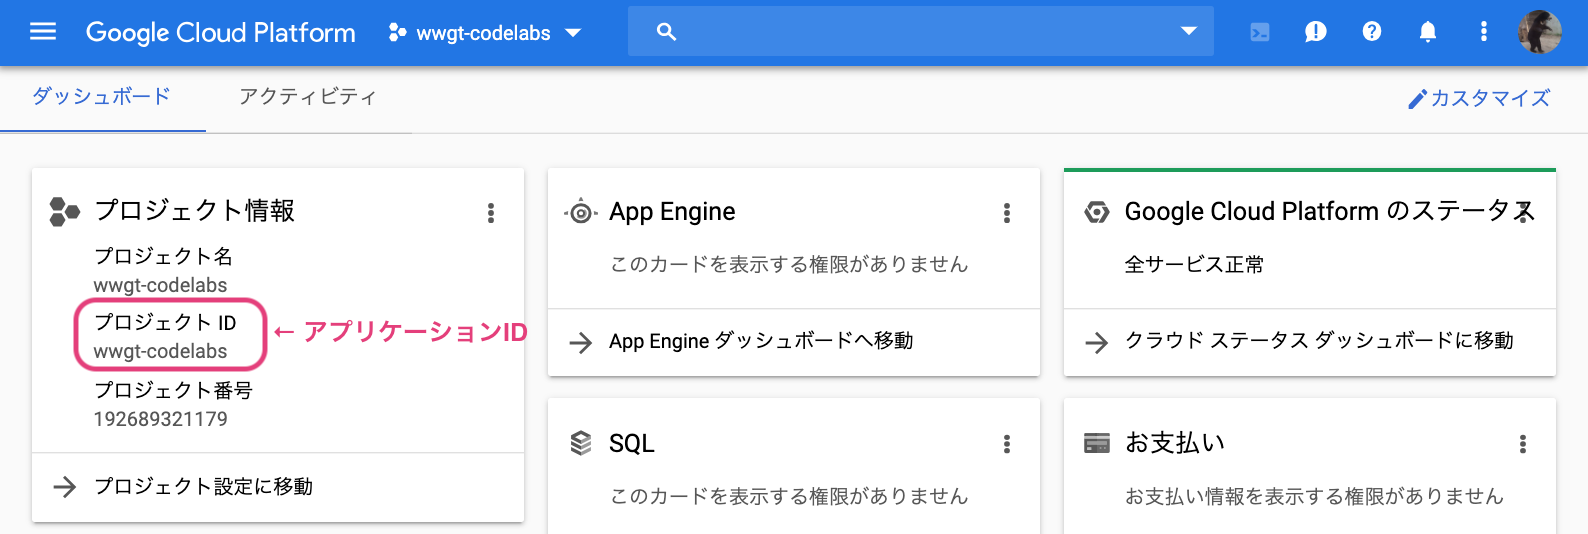 Google Cloud Platform
wwgt-codelabs
ダッシュボード
アクティビティ
カスタマイズ
プロジェクト情報
プロジェクト名
wwgt-codelabs
プロジェクト ID
wwgt-codelabs
← アプリケーションID
プロジェクト番号
192689321179
プロジェクト設定に移動
App Engine
このカードを表示する権限がありません
App Engine ダッシュボードへ移動
SQL
このカードを表示する権限がありません
Google Cloud Platform のステータス
全サービス正常
クラウド ステータス ダッシュボードに移動
お支払い
お支払い情報を表示する権限がありません